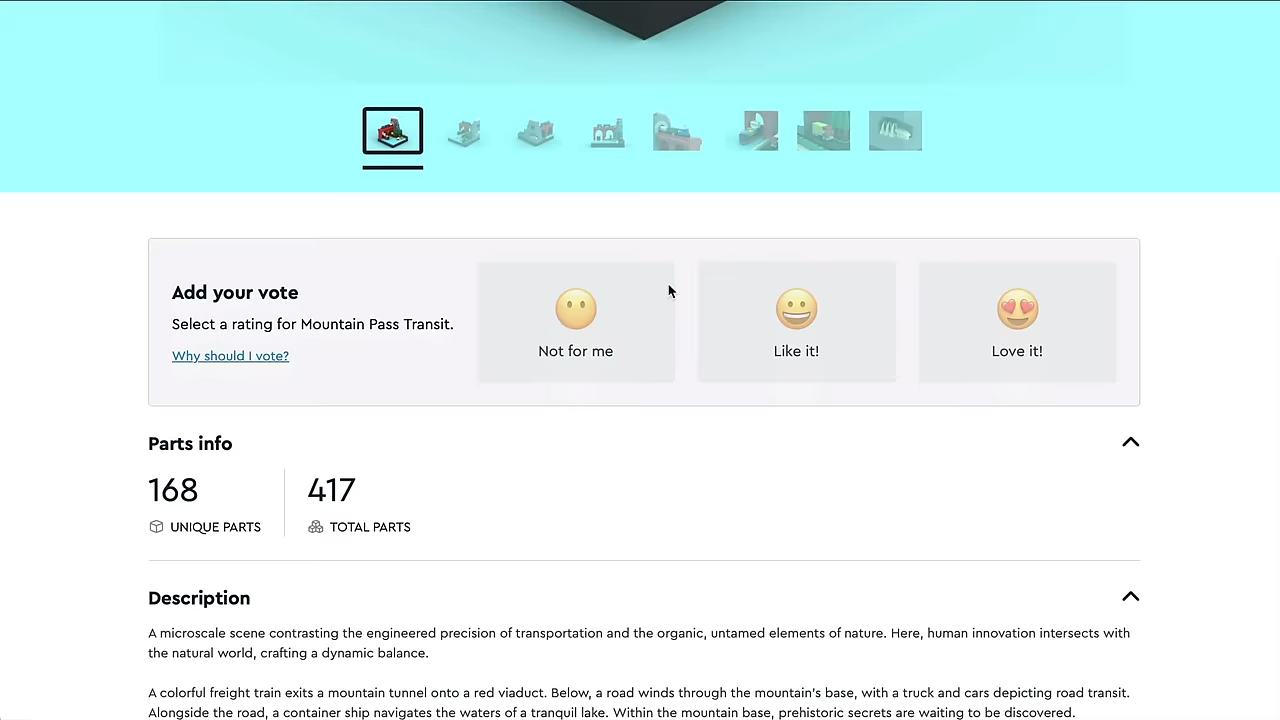 Add your vote
Select a rating for Mountain Pass Transit.
Why should I vote?
Not for me
Like it!
Love it!
Parts info
168
UNIQUE PARTS
417
TOTAL PARTS
Description
A microscale scene contrasting the engineered precision of transportation and the organic, untamed elements of nature. Here, human innovation intersects with
the natural world, crafting a dynamic balance.
A colorful freight train exits a mountain tunnel onto a red viaduct. Below, a road winds through the mountain's base, with a truck and cars depicting road transit.
Alongside the road, a container ship navigates the waters of a tranquil lake. Within the mountain base, prehistoric secrets are waiting to be discovered.